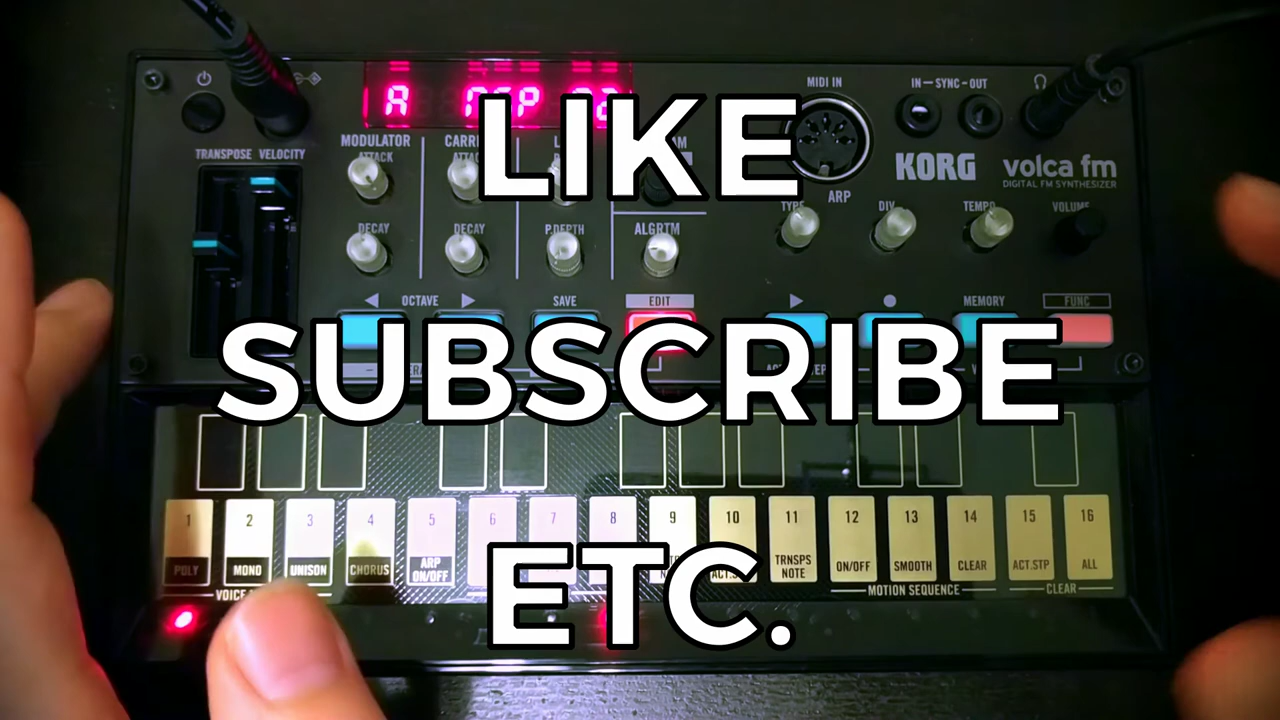 LIKE
SUBSCRIBE
ETC.
MIDI IN
IN — SYNC — OUT
TRANSPOSE VELOCITY
MODULATOR
ATTACK
KORG
volca fm
DIGITAL FM SYNTHESIZER
ARP
TYPE
DIV
TEMPO
VOLUME
DECAY
DECAY
P.DEPTH
ALGRTM
OCTAVE
SAVE
EDIT
MEMORY
FUNC
1 2 3 4 5 6 7 8 9 10 11 12 13 14 15 16
POLY
MONO
UNISON
CHORUS
ARP
ON/OFF
TRNSPS
NOTE
ON/OFF
SMOOTH
CLEAR
ACT.STP
ALL
MOTION SEQUENCE
CLEAR